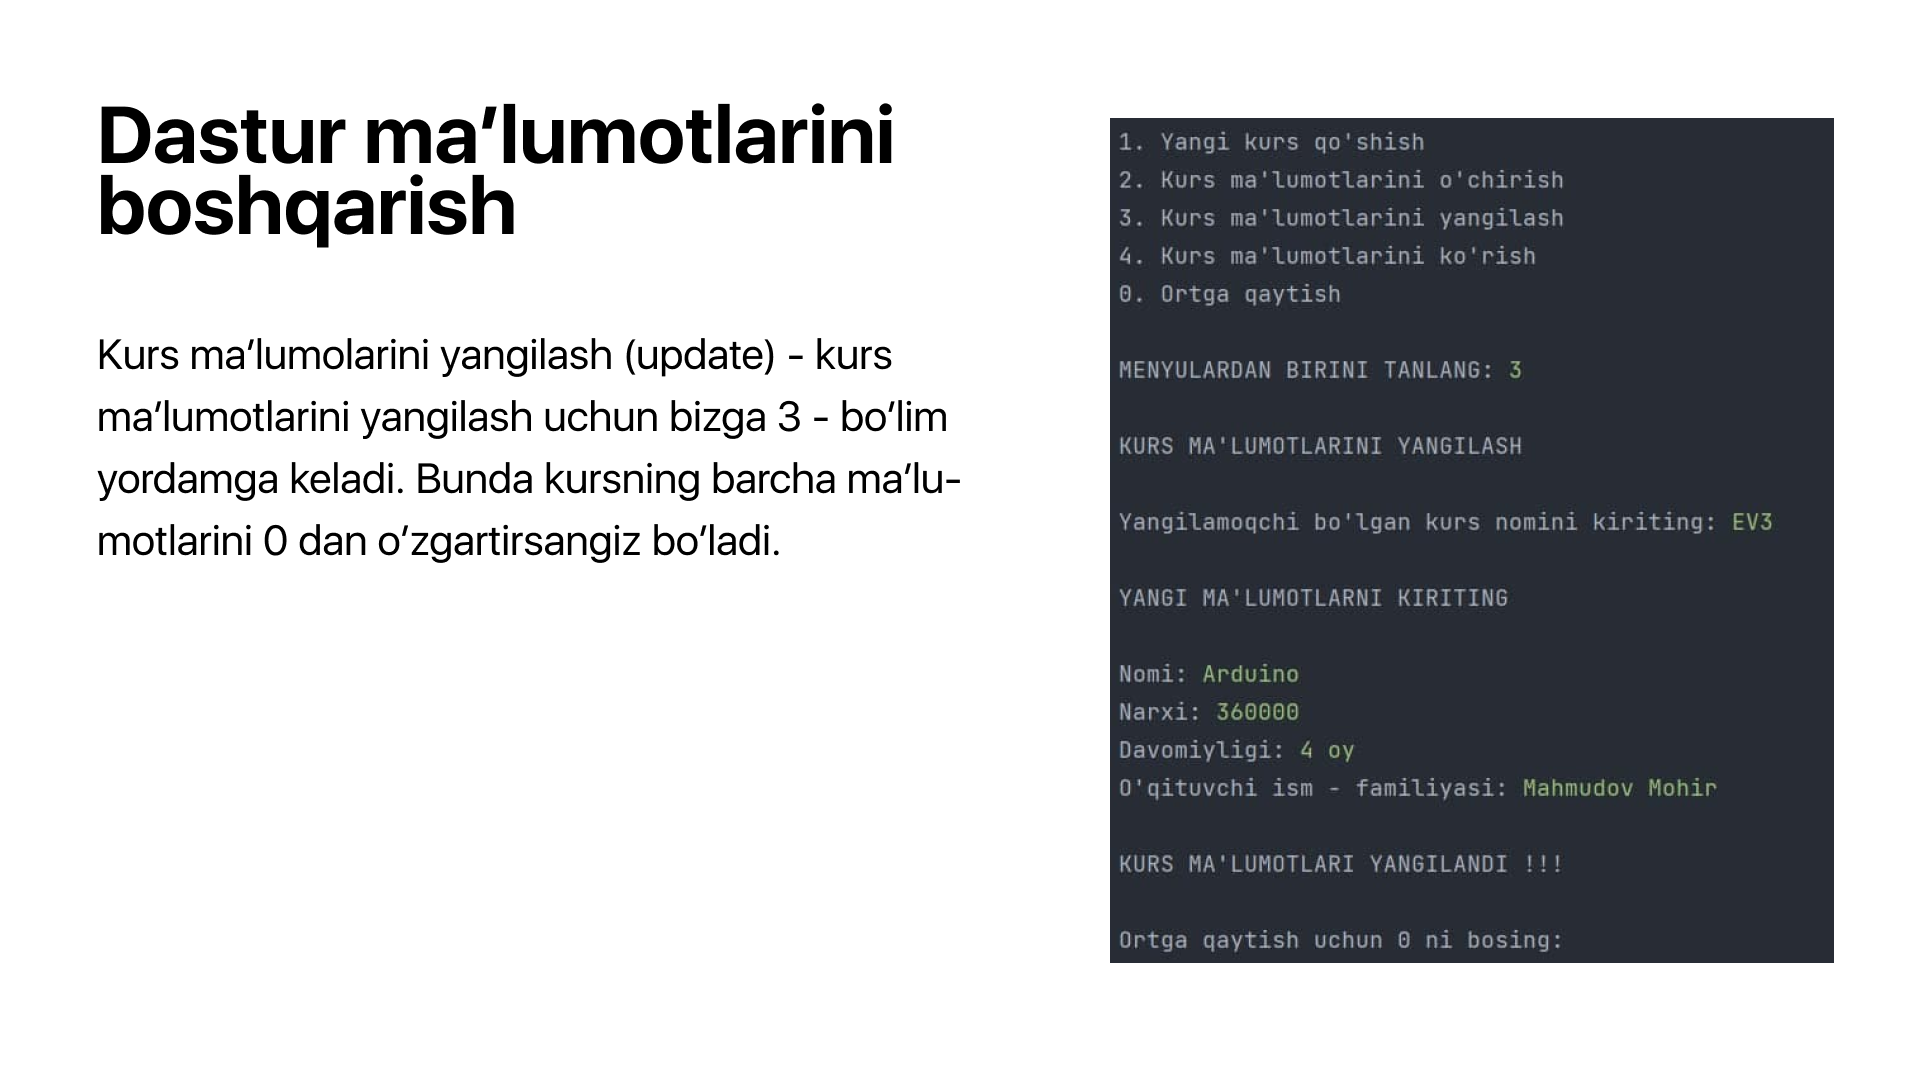 Dastur ma’lumotlarini
boshqarish
Kurs ma’lumolarini yangilash (update) - kurs
ma’lumotlarini yangilash uchun bizga 3 - bo’lim
yordamga keladi. Bunda kursning barcha ma’lu-
motlarini 0 dan o’zgartirsangiz bo’ladi.
1. Yangi kurs qo'shish
2. Kurs ma'lumotlarini o'chirish
3. Kurs ma'lumotlarini yangilash
4. Kurs ma'lumotlarini ko'rish
0. Ortga qaytish
MENYULARDAN BIRINI TANLANG: 3
KURS MA'LUMOTLARINI YANGILASH
Yangilamoqchi bo'lgan kurs nomini kiriting: EV3
YANGI MA'LUMOTLARNI KIRITING
Nomi: Arduino
Narxi: 360000
Davomiyligi: 4 oy
O'qituvchi ism - familiyasi: Mahmudov Mohir
KURS MA'LUMOTLARI YANGILANDI !!!
Ortga qaytish uchun 0 ni bosing: